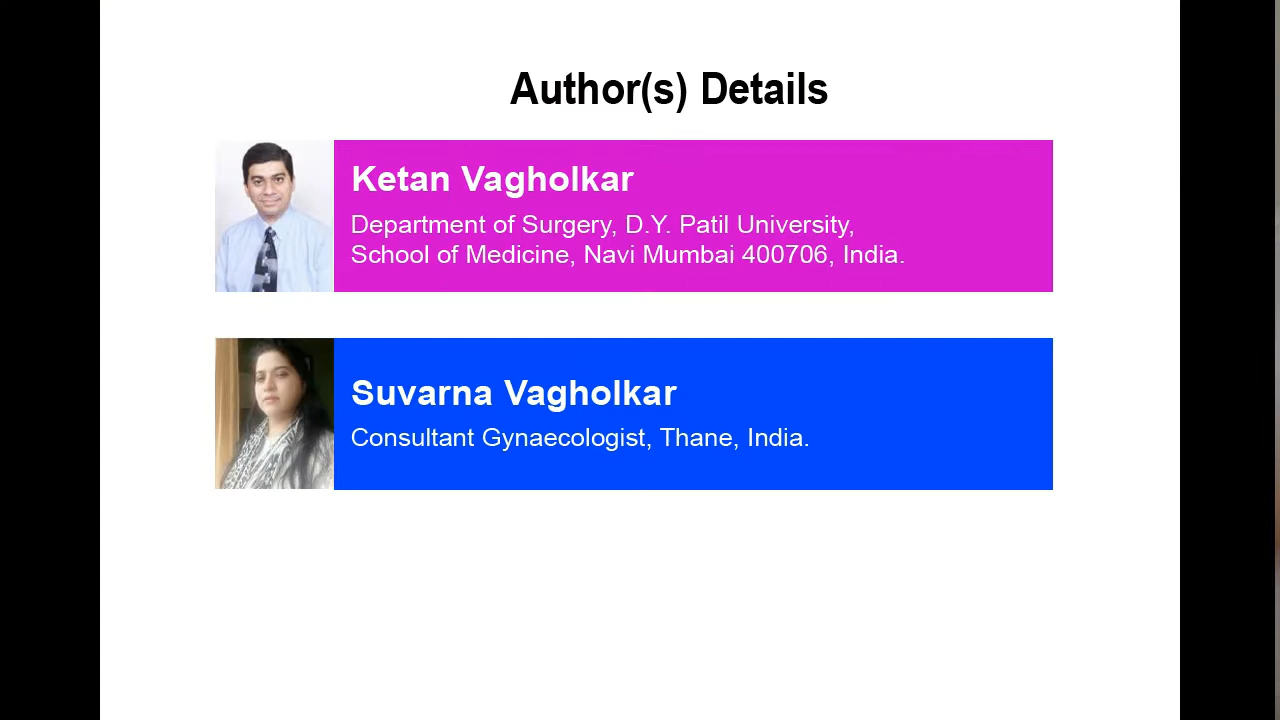 Author(s) Details
Ketan Vagholkar
Department of Surgery, D.Y. Patil University,
School of Medicine, Navi Mumbai 400706, India.
Suvarna Vagholkar
Consultant Gynaecologist, Thane, India.